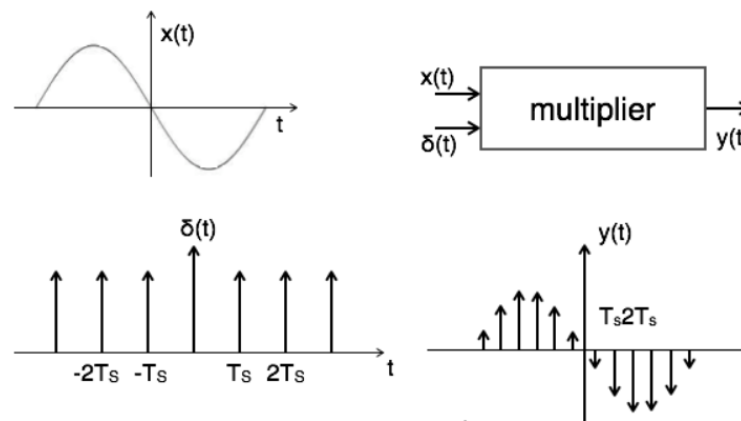 x(t)
t
x(t)
δ(t)
multiplier
y(t
δ(t)
-2Ts -Ts Ts 2Ts t
y(t)
Ts2Ts